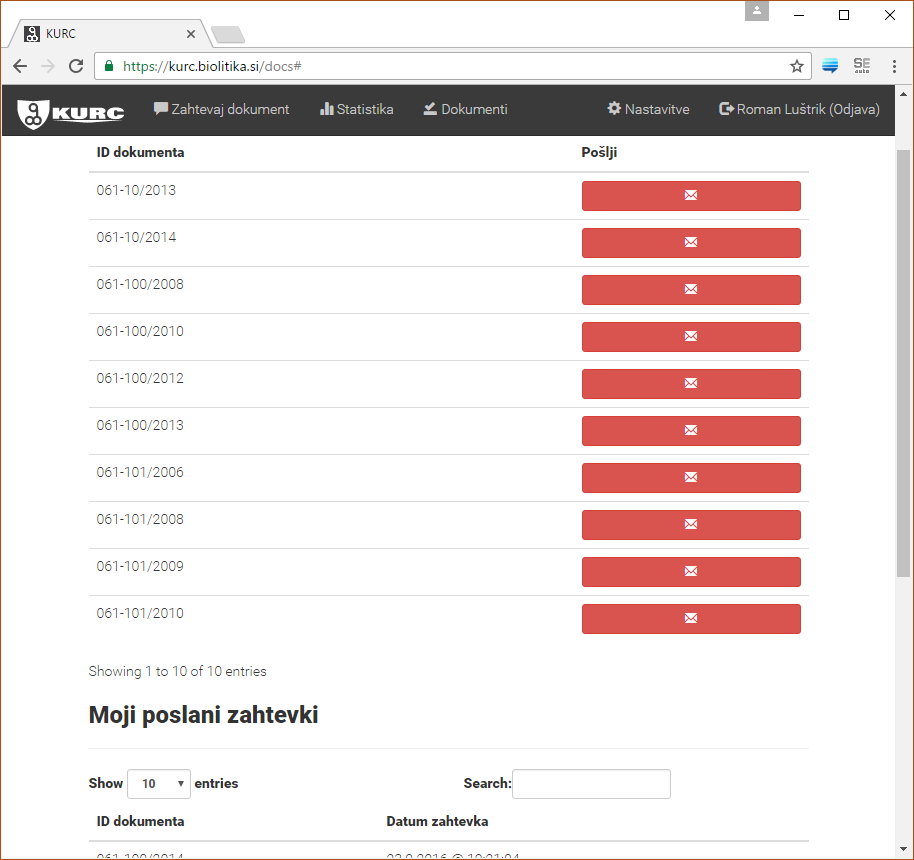 KURC
https://kurc.biolitika.si/docs#
SE
auto
KURC Zahtevaj dokument Statistika Dokumenti Nastavitve Roman Luštrik (Odjava)
ID dokumenta Pošlji
061-10/2013
061-10/2014
061-100/2008
061-100/2010
061-100/2012
061-100/2013
061-101/2006
061-101/2008
061-101/2009
061-101/2010
Showing 1 to 10 of 10 entries
Moji poslani zahtevki
Show 10 entries Search:
ID dokumenta Datum zahtevka